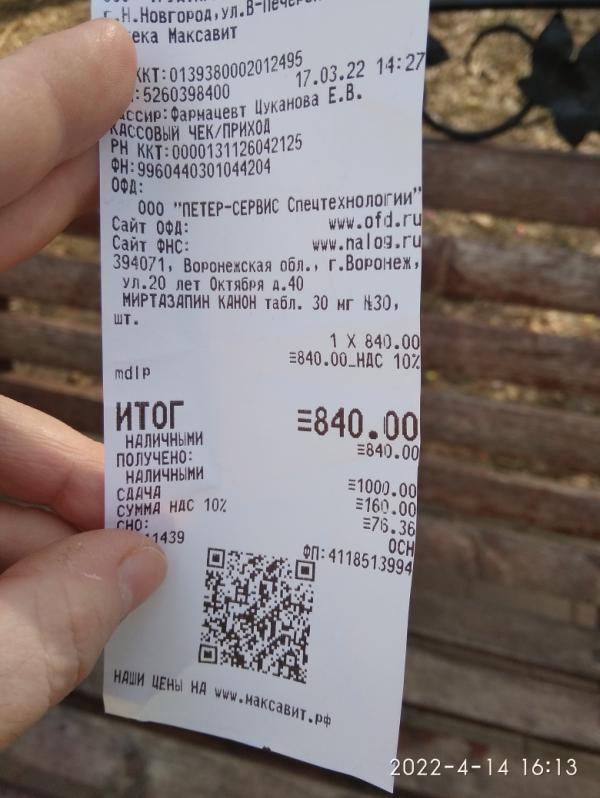 г.Н.Новгород,ул.В-Печерск
тека Максавит
ККТ:0139380002012495
17.03.22 14:27
:5260398400
ассир:Фармацевт Цуканова Е.В.
КАССОВЫЙ ЧЕК/ПРИХОД
РН ККТ:0000131126042125
ФН:9960440301044204
ОФД:
ООО "ПЕТЕР-СЕРВИС Спецтехнологии"
Сайт ОФД: www.ofd.ru
Сайт ФНС: www.nalog.ru
394071, Воронежская обл., г.Воронеж,
ул.20 лет Октября д.40
МИРТАЗАПИН КАНОН табл. 30 мг №30,
шт.
1 X 840.00
≡840.00_НДС 10%
mdlp
ИТОГ ≡840.00
НАЛИЧНЫМИ ≡840.00
ПОЛУЧЕНО:
НАЛИЧНЫМИ ≡1000.00
СДАЧА ≡160.00
СУММА НДС 10% ≡76.36
СНО: ОСН
11439 ФП:4118513994
НАШИ ЦЕНЫ НА www.максавит.рф
2022-4-14 16:13